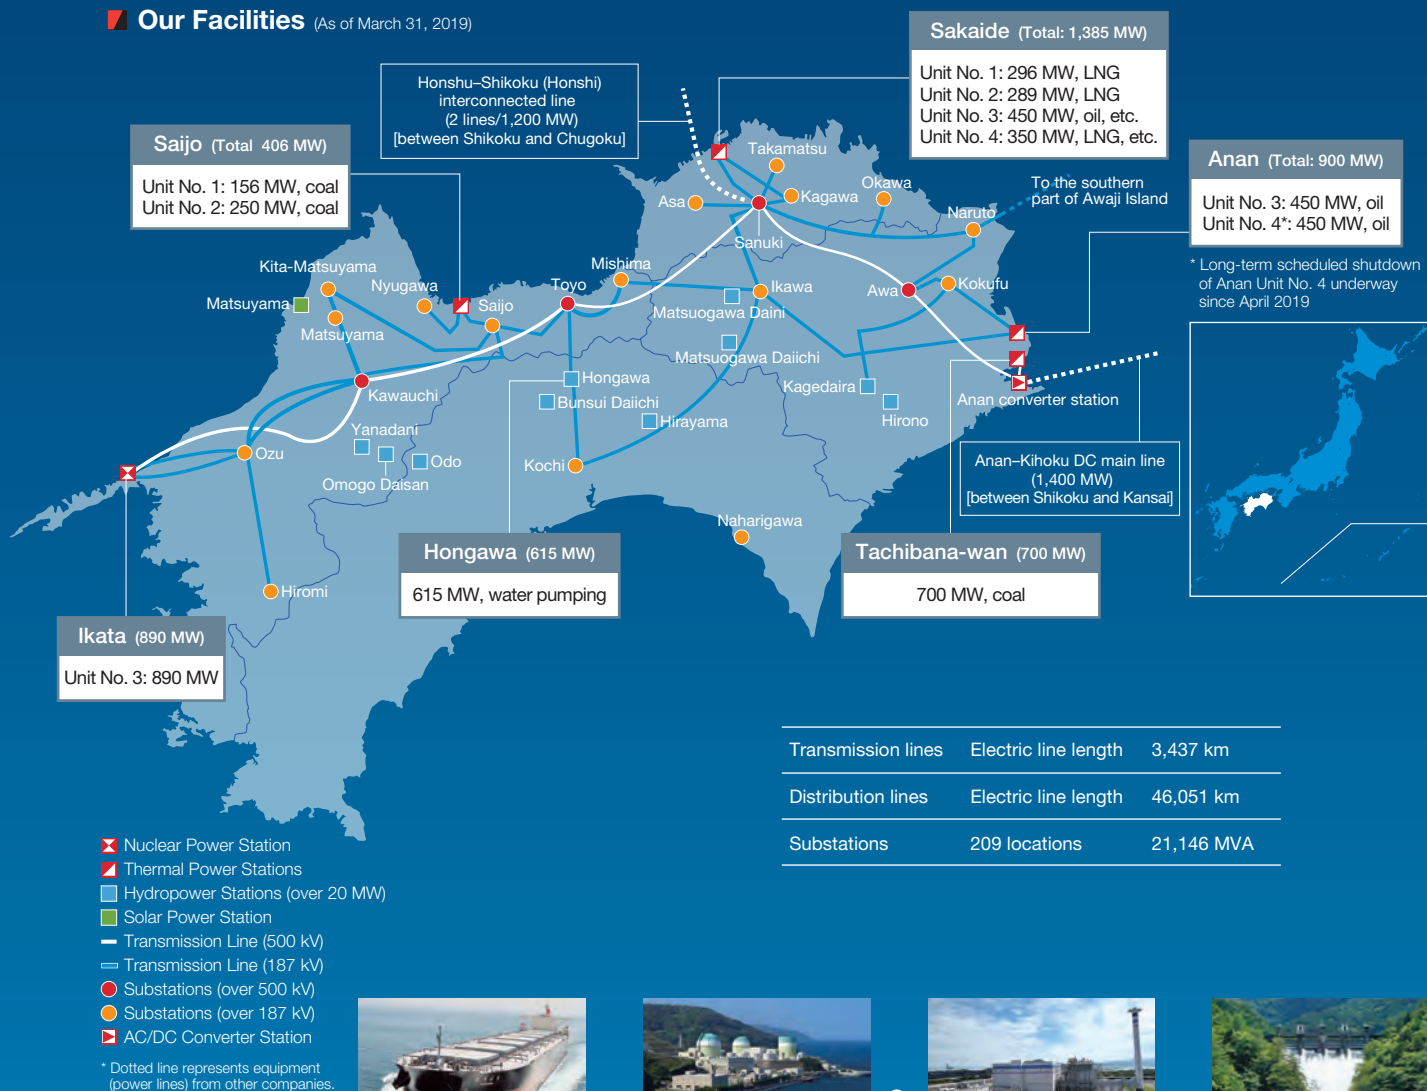 Our Facilities (As of March 31, 2019)
Honshu–Shikoku (Honshi)
interconnected line
(2 lines/1,200 MW)
[between Shikoku and Chugoku]
Sakaide (Total: 1,385 MW)
Unit No. 1: 296 MW, LNG
Unit No. 2: 289 MW, LNG
Unit No. 3: 450 MW, oil, etc.
Unit No. 4: 350 MW, LNG, etc.
Saijo (Total 406 MW)
Unit No. 1: 156 MW, coal
Unit No. 2: 250 MW, coal
Anan (Total: 900 MW)
Unit No. 3: 450 MW, oil
Unit No. 4*: 450 MW, oil
* Long-term scheduled shutdown
of Anan Unit No. 4 underway
since April 2019
Takamatsu
Asa
Kagawa
Okawa
To the southern
part of Awaji Island
Naruto
Sanuki
Kita-Matsuyama
Nyugawa
Mishima
Toyo
Matsuyama
Saijo
Matsuyama
Ikawa
Matsuogawa Daini
Awa
Kokufu
Matsuogawa Daiichi
Kawauchi
Hongawa
Bunsui Daiichi
Kagedaira
Anan converter station
Hirayama
Hirono
Yanadani
Ozu
Odo
Omogo Daisan
Kochi
Anan–Kihoku DC main line
(1,400 MW)
[between Shikoku and Kansai]
Naharigawa
Hongawa (615 MW)
615 MW, water pumping
Tachibana-wan (700 MW)
700 MW, coal
Hiromi
Ikata (890 MW)
Unit No. 3: 890 MW
Transmission lines Electric line length 3,437 km
Distribution lines Electric line length 46,051 km
Substations 209 locations 21,146 MVA
Nuclear Power Station
Thermal Power Stations
Hydropower Stations (over 20 MW)
Solar Power Station
Transmission Line (500 kV)
Transmission Line (187 kV)
Substations (over 500 kV)
Substations (over 187 kV)
AC/DC Converter Station
* Dotted line represents equipment
(power lines) from other companies.